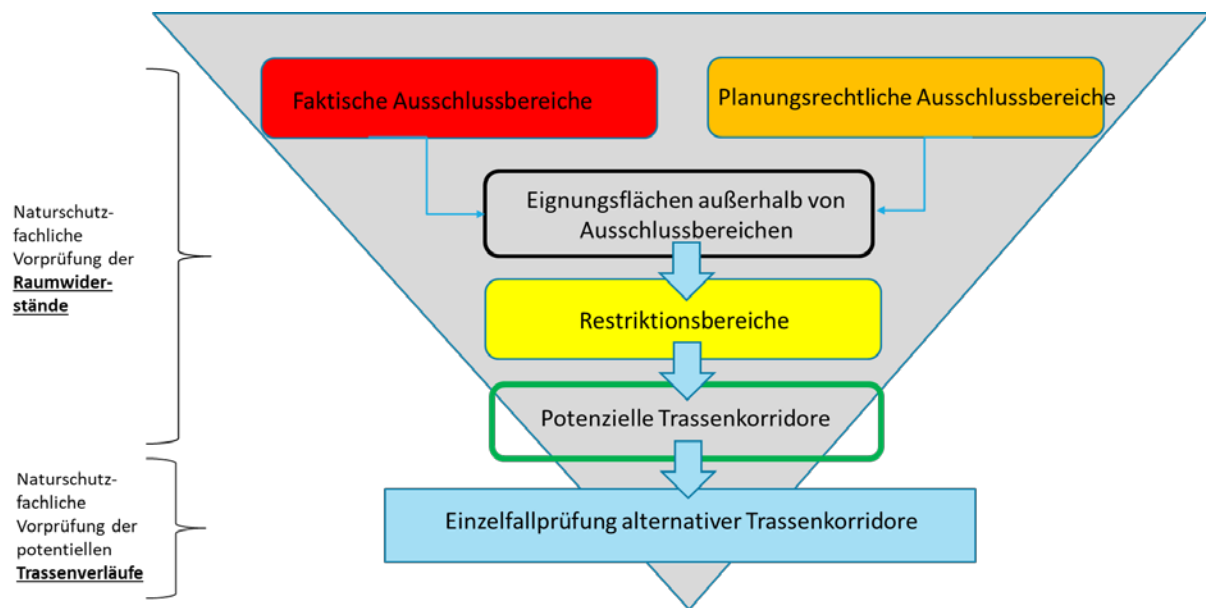 Faktische Ausschlussbereiche
Planungsrechtliche Ausschlussbereiche
Eignungsflächen außerhalb von
Ausschlussbereichen
Restriktionsbereiche
Potenzielle Trassenkorridore
Einzelfallprüfung alternativer Trassenkorridore
Naturschutz-
fachliche
Vorprüfung der
Raumwider-
stände
Naturschutz-
fachliche
Vorprüfung der
potentiellen
Trassenverläufe